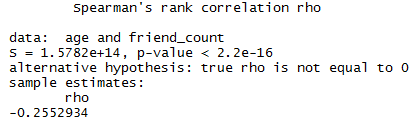 Spearman's rank correlation rho
data:  age and friend_count
S = 1.5782e+14, p-value < 2.2e-16
alternative hypothesis: true rho is not equal to 0
sample estimates:
rho
-0.2552934